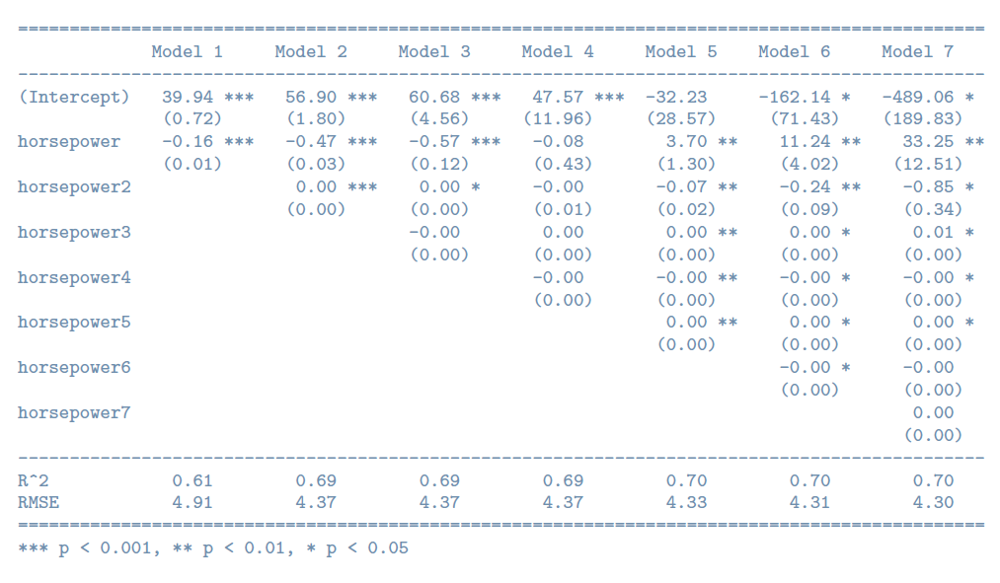 ==============================================================================================
             Model 1      Model 2      Model 3      Model 4      Model 5      Model 6      Model 7
----------------------------------------------------------------------------------------------
(Intercept)   39.94 ***   56.90 ***   60.68 ***   47.57 ***   -32.23      -162.14 *   -489.06 *
              (0.72)      (1.80)      (4.56)      (11.96)     (28.57)     (71.43)     (189.83)
horsepower    -0.16 ***   -0.47 ***   -0.57 ***   -0.08       3.70 **     11.24 **    33.25 **
              (0.01)      (0.03)      (0.12)      (0.43)      (1.30)      (4.02)      (12.51)
horsepower2               0.00 ***    0.00 *      -0.00       -0.07 **    -0.24 **    -0.85 *
                          (0.00)      (0.00)      (0.01)      (0.02)      (0.09)      (0.34)
horsepower3                           -0.00       0.00        0.00 **     0.00 *      0.01 *
                                      (0.00)      (0.00)      (0.00)      (0.00)      (0.00)
horsepower4                                       -0.00       -0.00 **    -0.00 *     -0.00 *
                                                  (0.00)      (0.00)      (0.00)      (0.00)
horsepower5                                                   0.00 **     0.00 *      0.00 *
                                                              (0.00)      (0.00)      (0.00)
horsepower6                                                               -0.00 *     -0.00
                                                                          (0.00)      (0.00)
horsepower7                                                                           0.00
                                                                                      (0.00)
----------------------------------------------------------------------------------------------
R^2           0.61        0.69        0.69        0.69        0.70        0.70        0.70
RMSE          4.91        4.37        4.37        4.37        4.33        4.31        4.30
==============================================================================================
*** p < 0.001, ** p < 0.01, * p < 0.05